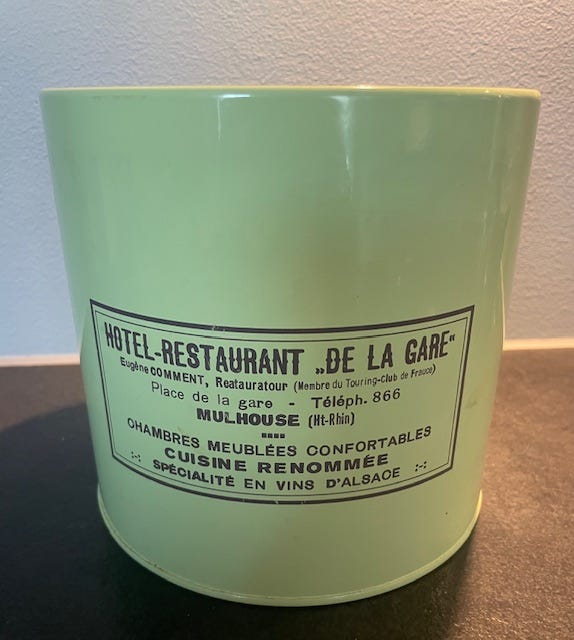 HOTEL-RESTAURANT „DE LA GARE“
Eugène COMMENT, Reatauratour (Membre du Touring-Club de France)
Place de la gare - Téléph. 866
MULHOUSE (Ht-Rhin)
CHAMBRES MEUBLÉES CONFORTABLES
CUISINE RENOMMÉE
SPÉCIALITÉ EN VINS D'ALSACE